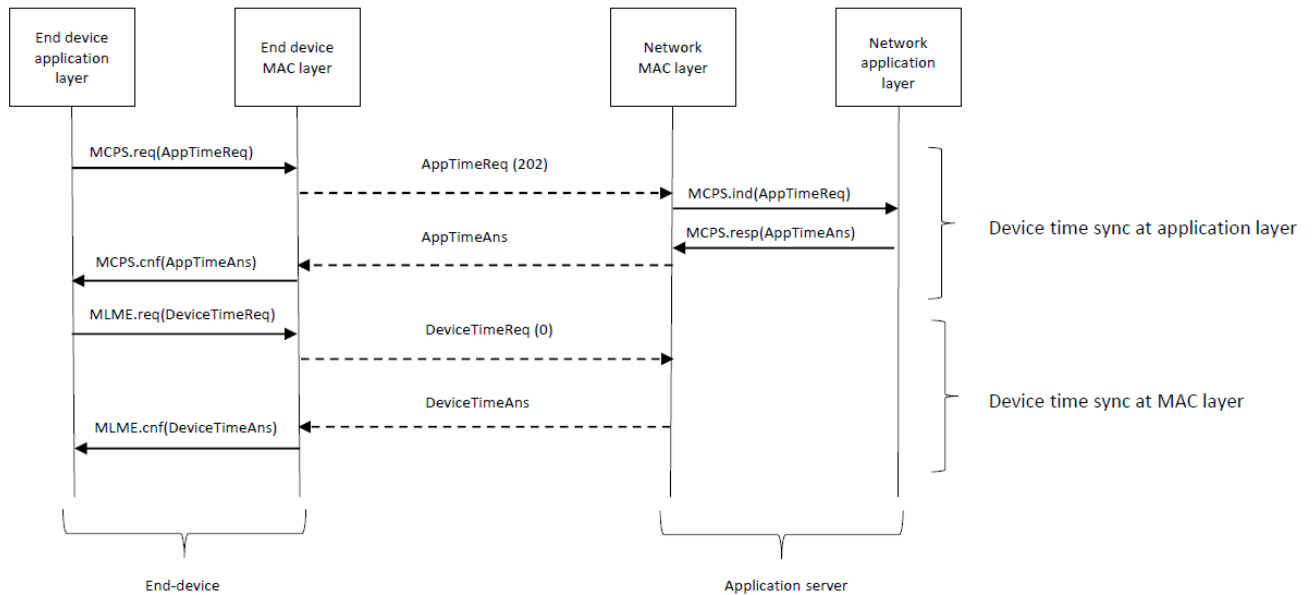 End device
application
layer
End device
MAC layer
Network
MAC layer
Network
application
layer
MCPS.req(AppTimeReq)
AppTimeReq (202)
MCPS.ind(AppTimeReq)
MCPS.resp(AppTimeAns)
Device time sync at application layer
AppTimeAns
MCPS.cnf(AppTimeAns)
MLME.req(DeviceTimeReq)
DeviceTimeReq (0)
DeviceTimeAns
Device time sync at MAC layer
MLME.cnf(DeviceTimeAns)
End-device
Application server